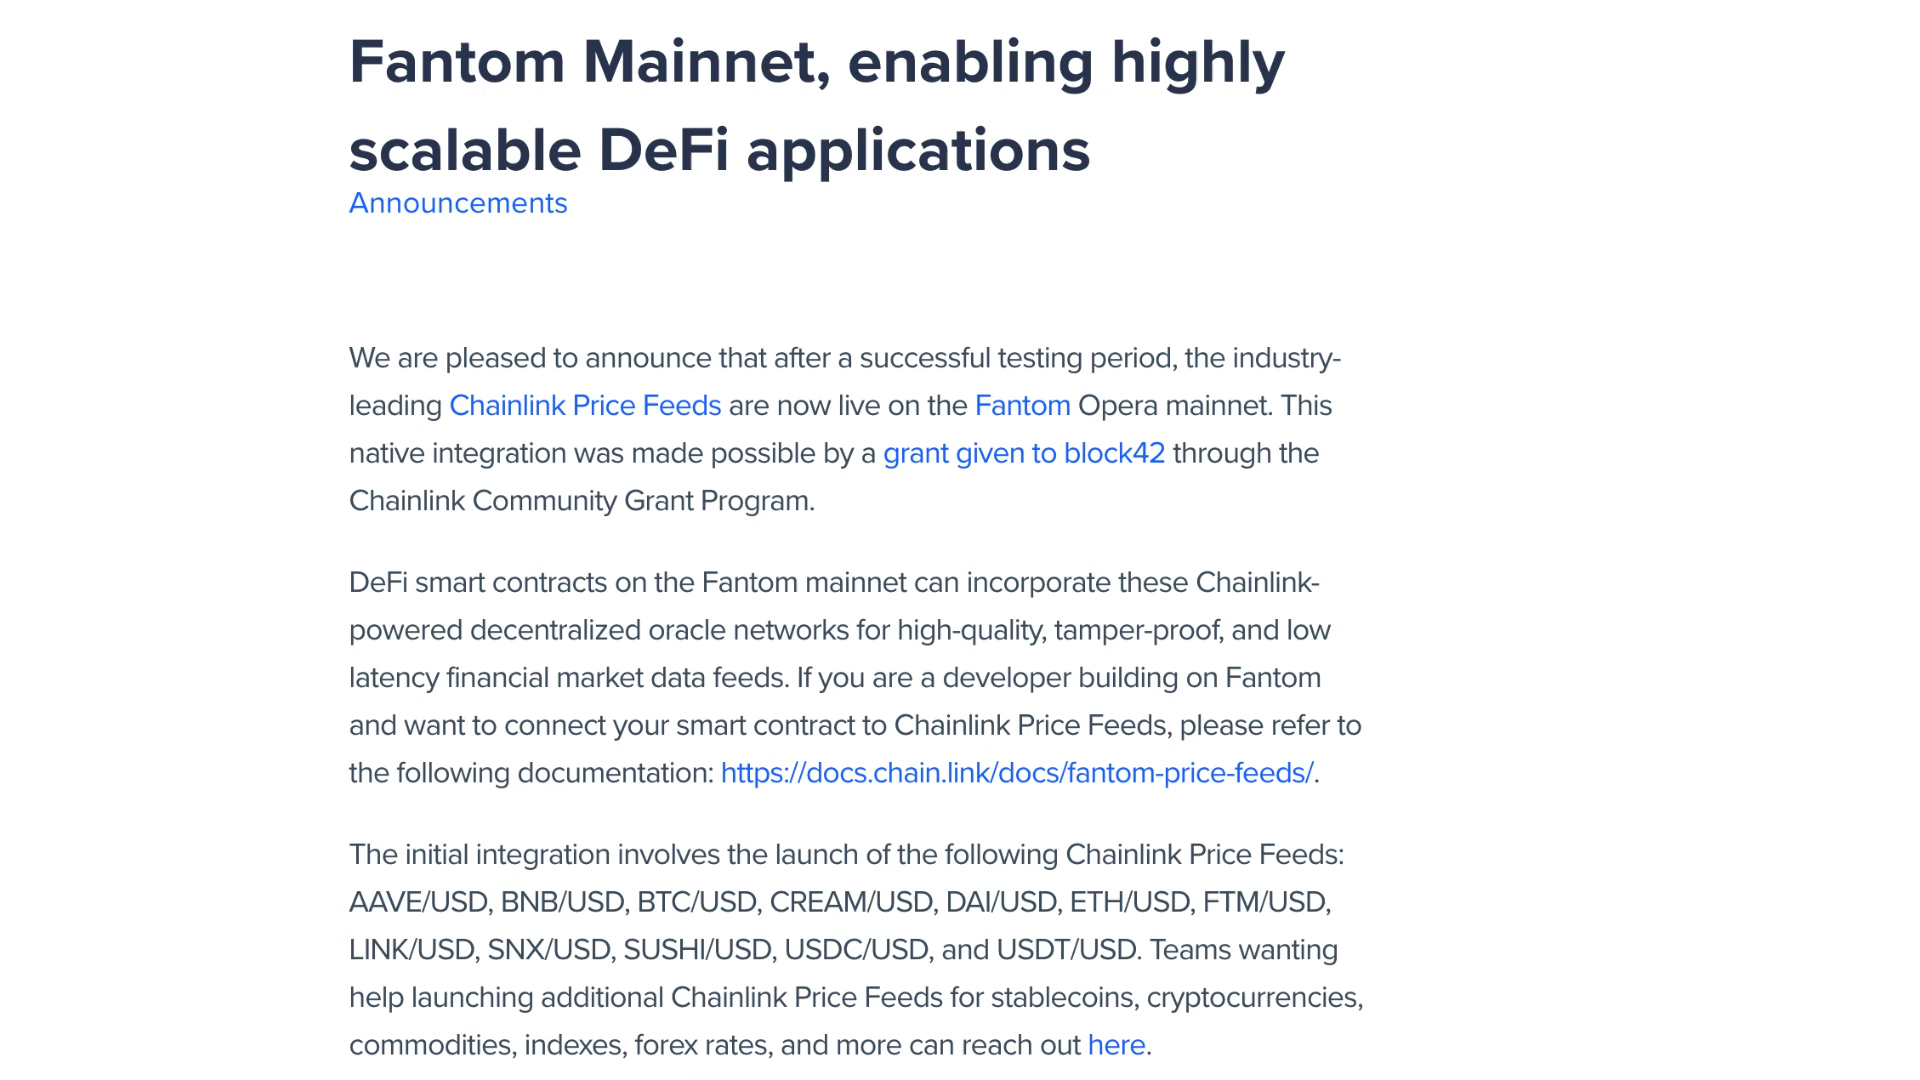 Fantom Mainnet, enabling highly
scalable DeFi applications
Announcements
We are pleased to announce that after a successful testing period, the industry-
leading Chainlink Price Feeds are now live on the Fantom Opera mainnet. This
native integration was made possible by a grant given to block42 through the
Chainlink Community Grant Program.
DeFi smart contracts on the Fantom mainnet can incorporate these Chainlink-
powered decentralized oracle networks for high-quality, tamper-proof, and low
latency financial market data feeds. If you are a developer building on Fantom
and want to connect your smart contract to Chainlink Price Feeds, please refer to
the following documentation: https://docs.chain.link/docs/fantom-price-feeds/.
The initial integration involves the launch of the following Chainlink Price Feeds:
AAVE/USD, BNB/USD, BTC/USD, CREAM/USD, DAI/USD, ETH/USD, FTM/USD,
LINK/USD, SNX/USD, SUSHI/USD, USDC/USD, and USDT/USD. Teams wanting
help launching additional Chainlink Price Feeds for stablecoins, cryptocurrencies,
commodities, indexes, forex rates, and more can reach out here.